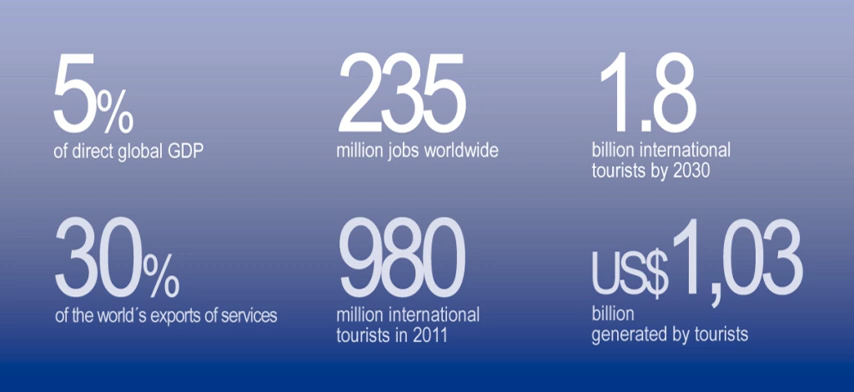 5%
of direct global GDP
235
million jobs worldwide
1.8
billion international
tourists by 2030
30%
of the world´s exports of services
980
million international
tourists in 2011
US$1,03
billion
generated by tourists